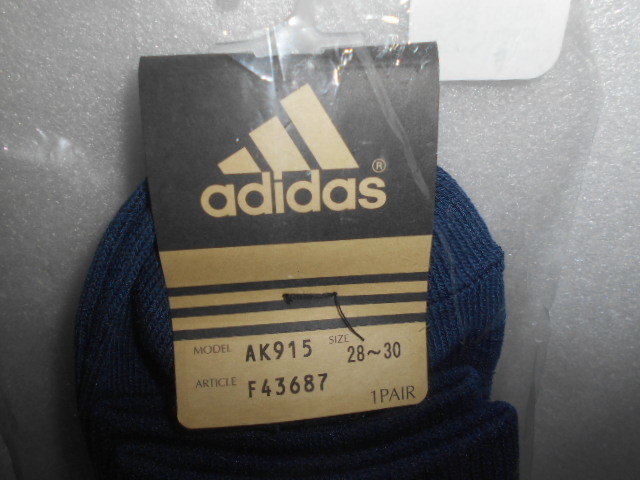 adidas®
MODEL AK915 SIZE 28~30
ARTICLE F43687 1PAIR